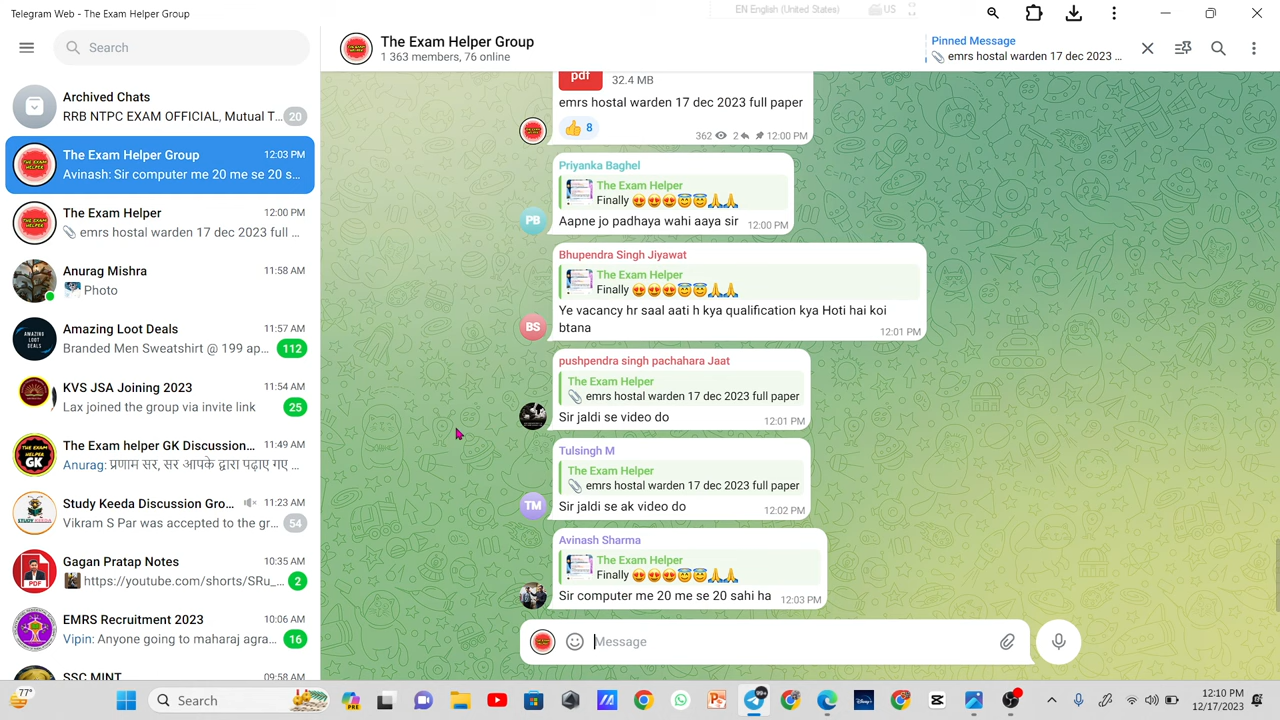 Telegram Web - The Exam Helper Group
EN English (United States)
US
Search
The Exam Helper Group
1 363 members, 76 online
Pinned Message
emrs hostal warden 17 dec 2023 ...
Archived Chats
RRB NTPC EXAM OFFICIAL, Mutual T...
20
The Exam Helper Group
12:03 PM
Avinash: Sir computer me 20 me se 20 s...
The Exam Helper
12:00 PM
emrs hostal warden 17 dec 2023 full ...
Anurag Mishra
11:58 AM
Photo
Amazing Loot Deals
11:57 AM
Branded Men Sweatshirt @ 199 ap...
112
KVS JSA Joining 2023
11:54 AM
Lax joined the group via invite link
25
The Exam helper GK Discussion...
11:49 AM
Anurag: प्रणाम सर, सर आपके द्वारा पढ़ाए गए ...
Study Keeda Discussion Gro...
11:23 AM
Vikram S Par was accepted to the gr...
54
Gagan Pratap Notes
10:35 AM
https://youtube.com/shorts/SRu_...
2
EMRS Recruitment 2023
10:06 AM
Vipin: Anyone going to maharaj agra...
16
SSC MINT
09:58 AM
pdf
32.4 MB
emrs hostal warden 17 dec 2023 full paper
👍 8
362
2
12:00 PM
Priyanka Baghel
The Exam Helper
Finally 😍😍😍😇😇🙏🙏
Aapne jo padhaya wahi aaya sir
12:00 PM
PB
Bhupendra Singh Jiyawat
The Exam Helper
Finally 😍😍😍😇😇🙏🙏
Ye vacancy hr saal aati h kya qualification kya Hoti hai koi
btana
12:01 PM
BS
pushpendra singh pachahara Jaat
The Exam Helper
emrs hostal warden 17 dec 2023 full paper
Sir jaldi se video do
12:01 PM
Tulsingh M
The Exam Helper
emrs hostal warden 17 dec 2023 full paper
Sir jaldi se ak video do
12:02 PM
TM
Avinash Sharma
The Exam Helper
Finally 😍😍😍😇😇🙏🙏
Sir computer me 20 me se 20 sahi ha
12:03 PM
Message
77°
Search
99+
12:10 PM
12/17/2023